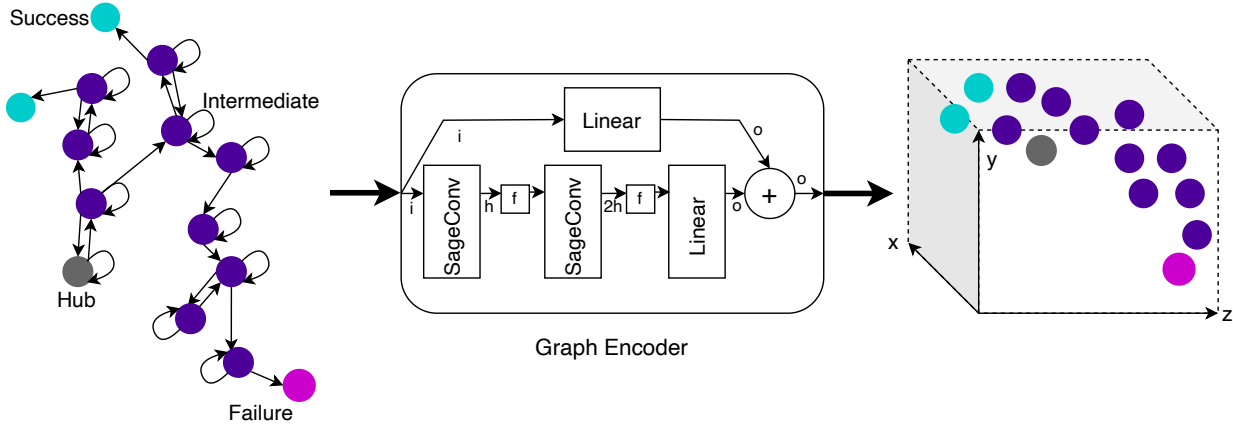 Success
Intermediate
Hub
Failure
i
Linear
o
i
SageConv
h
f
SageConv
2h
f
Linear
o
+
o
Graph Encoder
y
x
z